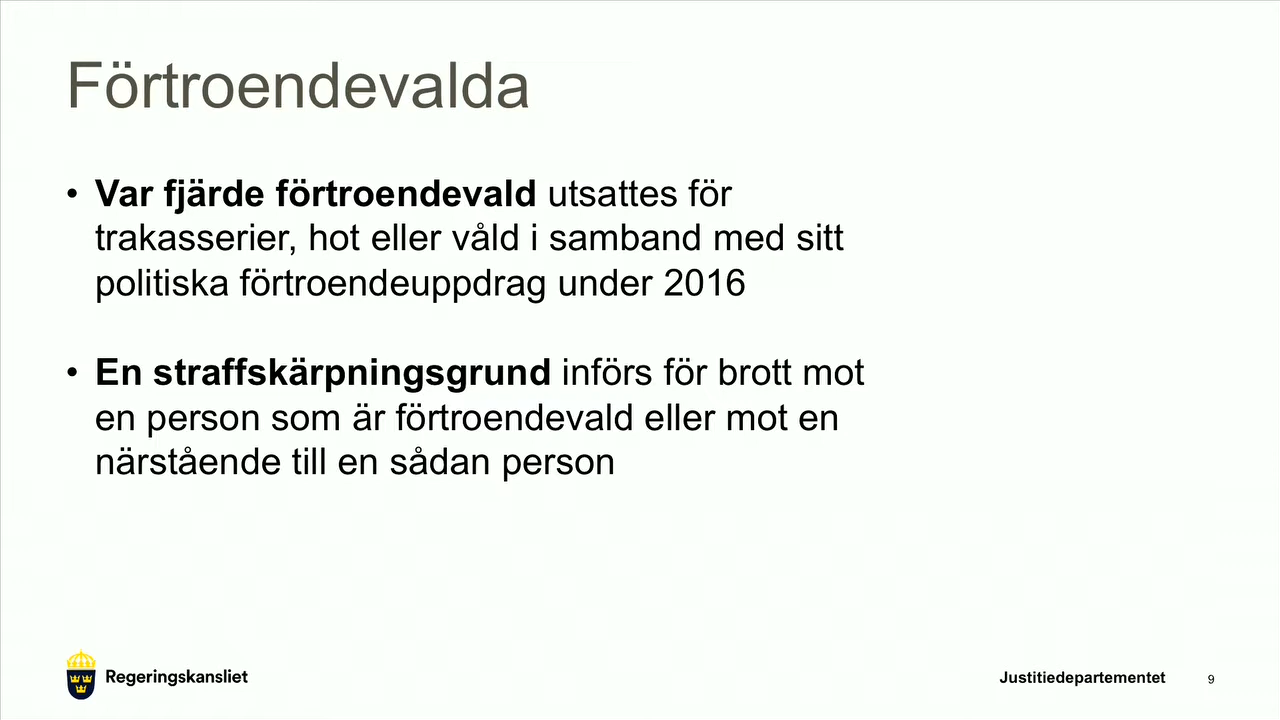 Förtroendevalda
• Var fjärde förtroendevald utsattes för
trakasserier, hot eller våld i samband med sitt
politiska förtroendeuppdrag under 2016
• En straffskärpningsgrund införs för brott mot
en person som är förtroendevald eller mot en
närstående till en sådan person
Regeringskansliet
Justitiedepartementet 9